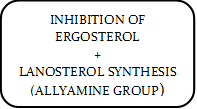 INHIBITION OF
ERGOSTEROL
+
LANOSTEROL SYNTHESIS
(ALLYAMINE GROUP)